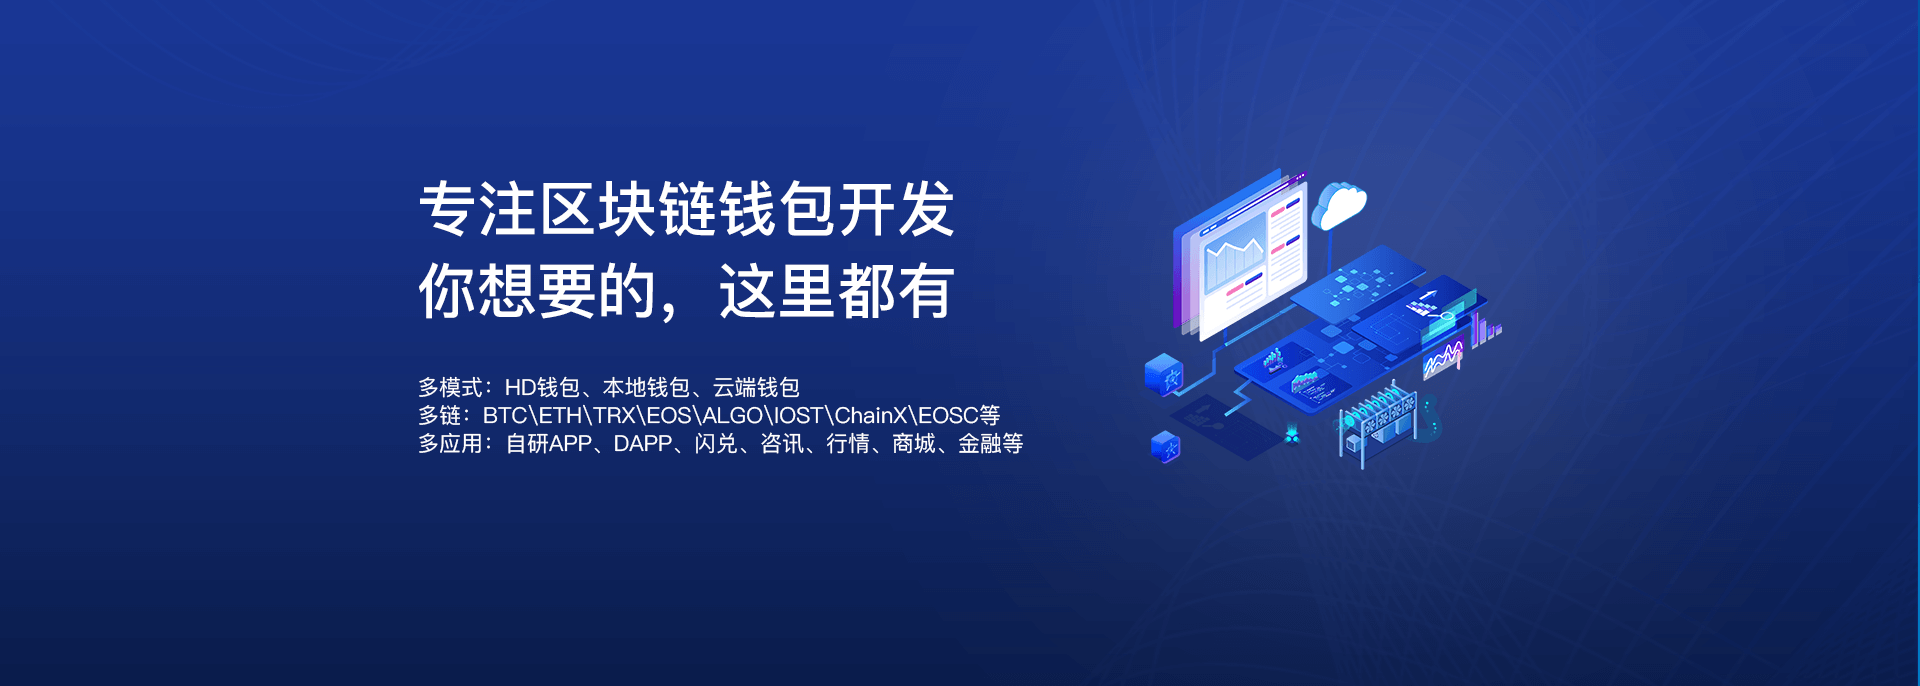 专注区块链钱包开发
你想要的，这里都有
多模式：HD钱包、本地钱包、云端钱包
多链：BTC\ETH\TRX\EOS\ALGO\IOST\ChainX\EOSC等
多应用：自研APP、DAPP、闪兑、咨讯、行情、商城、金融等